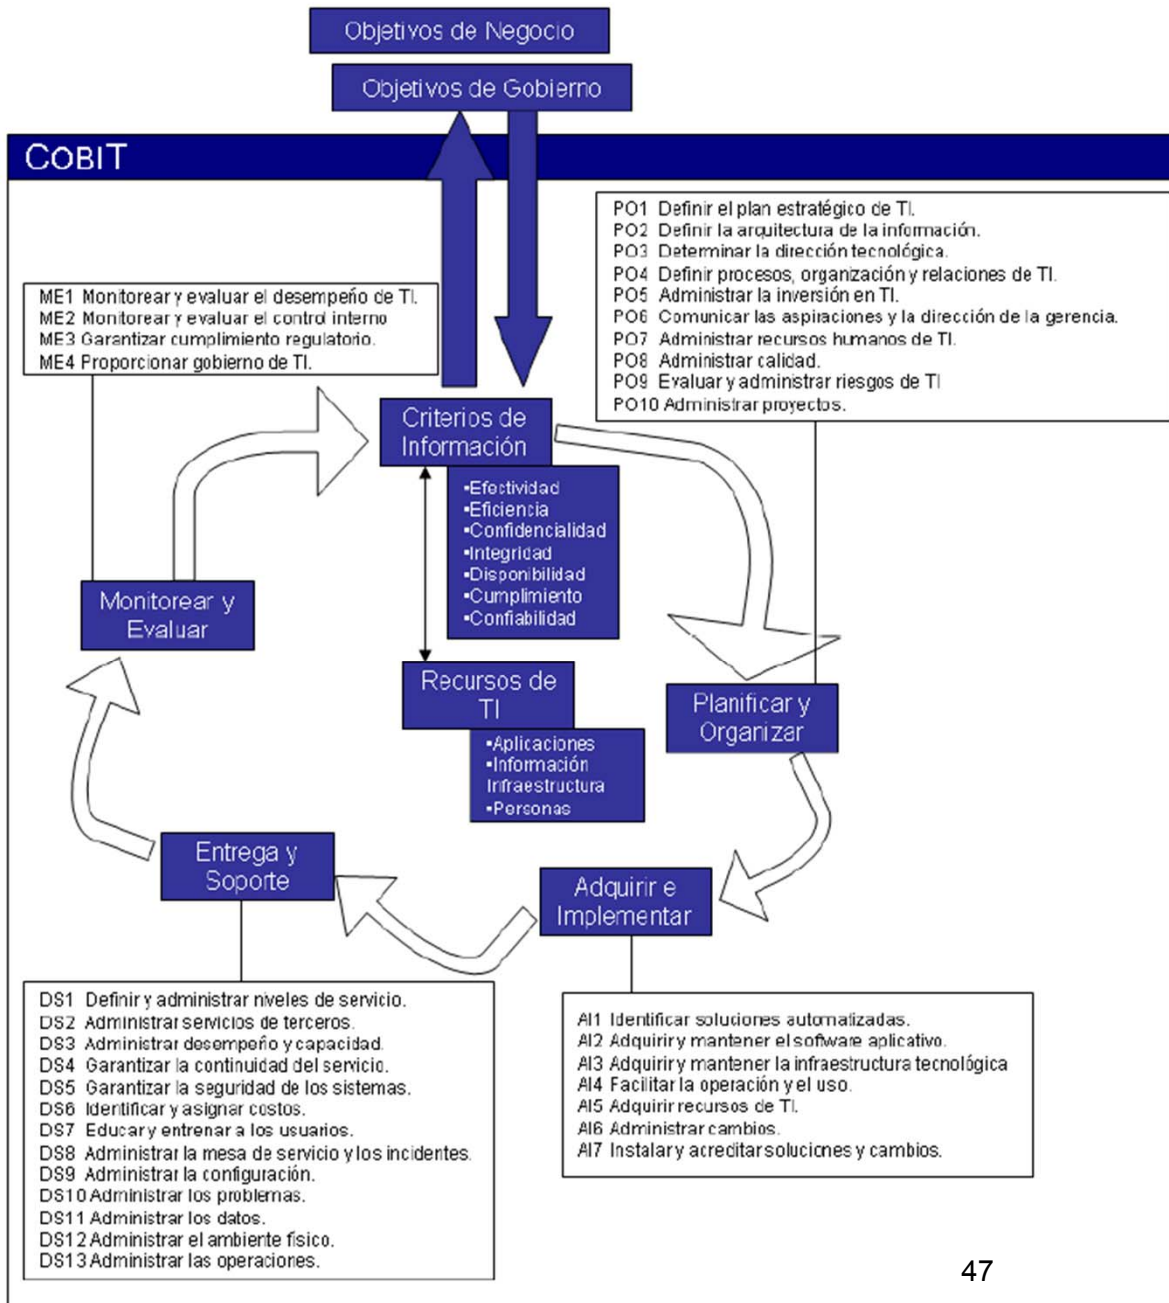 Objetivos de Negocio
Objetivos de Gobierno
COBIT
PO1 Definir el plan estratégico de TI.
PO2 Definir la arquitectura de la información.
PO3 Determinar la dirección tecnológica.
PO4 Definir procesos, organización y relaciones de TI.
PO5 Administrar la inversión en TI.
PO6 Comunicar las aspiraciones y la dirección de la gerencia.
PO7 Administrar recursos humanos de TI.
PO8 Administrar calidad.
PO9 Evaluar y administrar riesgos de TI
PO10 Administrar proyectos.
ME1 Monitorear y evaluar el desempeño de TI.
ME2 Monitorear y evaluar el control interno
ME3 Garantizar cumplimiento regulatorio.
ME4 Proporcionar gobierno de TI.
Criterios de
Información
▪Efectividad
▪Eficiencia
▪Confidencialidad
▪Integridad
▪Disponibilidad
▪Cumplimiento
▪Confiabilidad
Monitorear y
Evaluar
Recursos de
TI
▪Aplicaciones
▪Información
Infraestructura
▪Personas
Planificar y
Organizar
Entrega y
Soporte
Adquirir e
Implementar
DS1 Definir y administrar niveles de servicio.
DS2 Administrar servicios de terceros.
DS3 Administrar desempeño y capacidad.
DS4 Garantizar la continuidad del servicio.
DS5 Garantizar la seguridad de los sistemas.
DS6 Identificar y asignar costos.
DS7 Educar y entrenar a los usuarios.
DS8 Administrar la mesa de servicio y los incidentes.
DS9 Administrar la configuración.
DS10 Administrar los problemas.
DS11 Administrar los datos.
DS12 Administrar el ambiente físico.
DS13 Administrar las operaciones.
AI1 Identificar soluciones automatizadas.
AI2 Adquirir y mantener el software aplicativo.
AI3 Adquirir y mantener la infraestructura tecnológica
AI4 Facilitar la operación y el uso.
AI5 Adquirir recursos de TI.
AI6 Administrar cambios.
AI7 Instalar y acreditar soluciones y cambios.
47